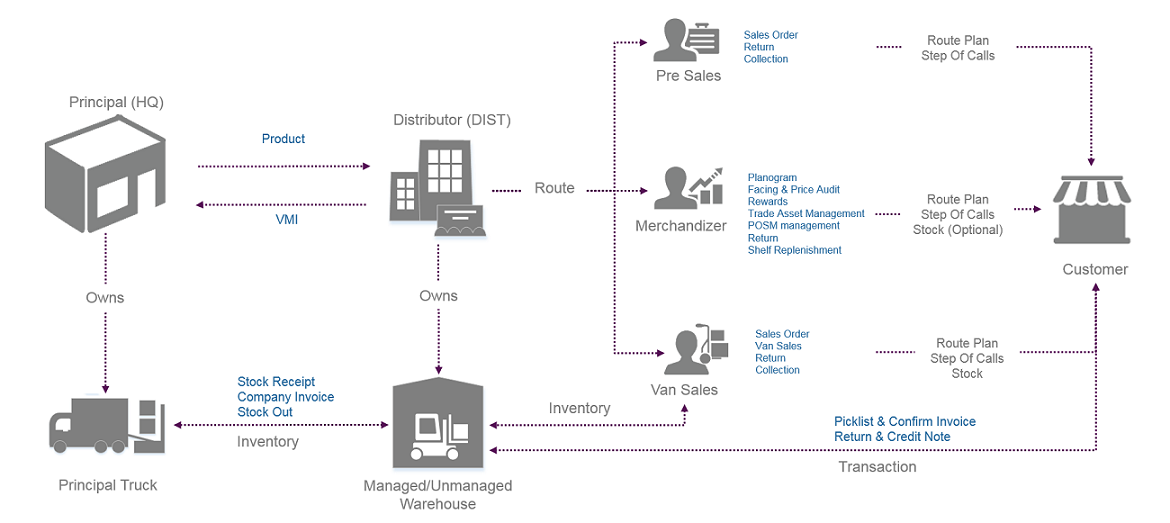 Principal (HQ)
Product
VMI
Distributor (DIST)
Route
Pre Sales
Sales Order
Return
Collection
Route Plan
Step Of Calls
Merchandizer
Planogram
Facing & Price Audit
Rewards
Trade Asset Management
POSM management
Return
Shelf Replenishment
Route Plan
Step Of Calls
Stock (Optional)
Customer
Owns
Owns
Van Sales
Sales Order
Van Sales
Return
Collection
Route Plan
Step Of Calls
Stock
Principal Truck
Stock Receipt
Company Invoice
Stock Out
Inventory
Managed/Unmanaged
Warehouse
Inventory
Picklist & Confirm Invoice
Return & Credit Note
Transaction